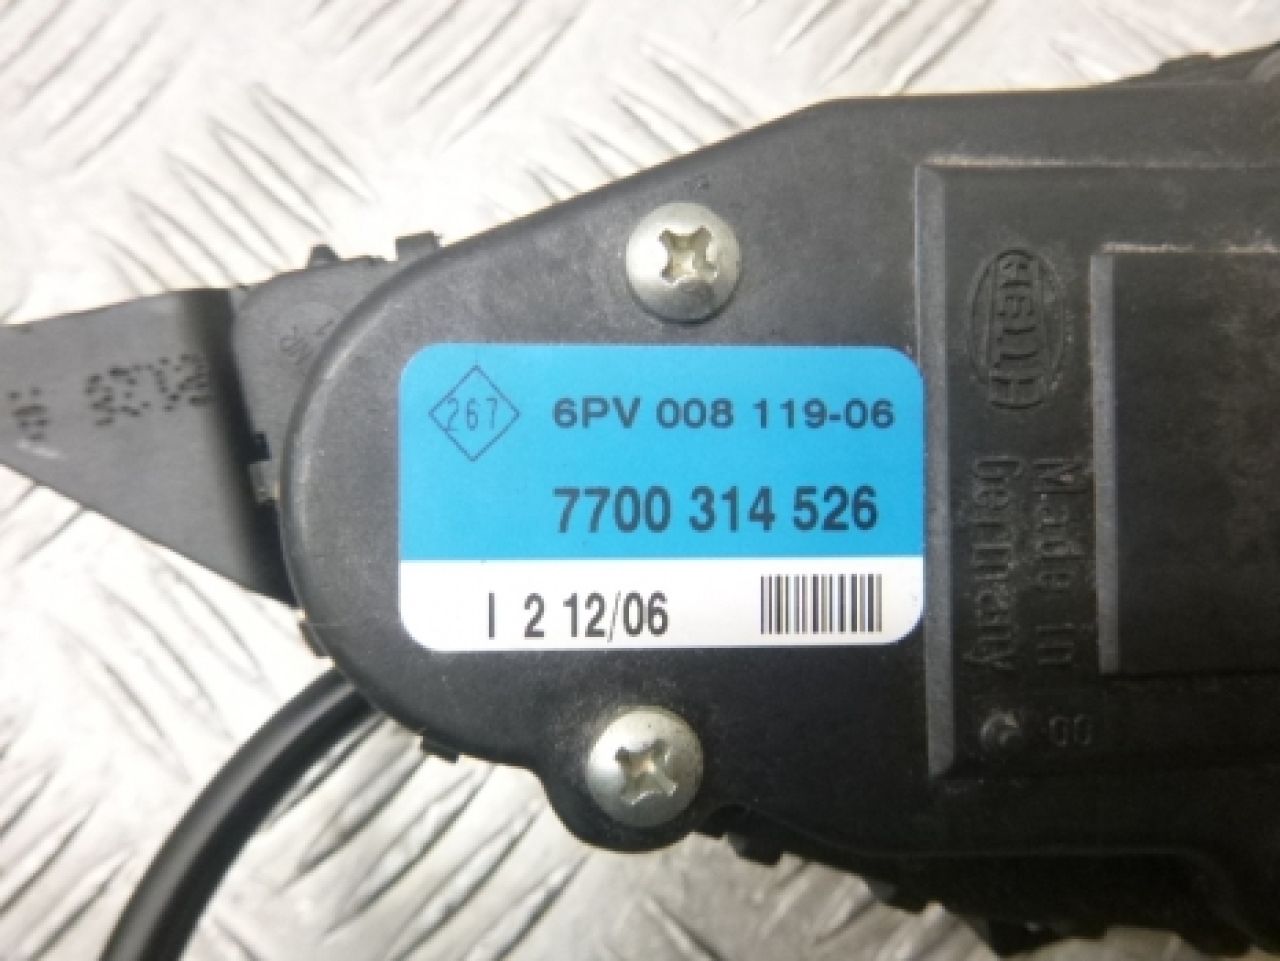 267 6PV 008 119-06
7700 314 526
I 2 12/06
HELLA
Made in
Germany